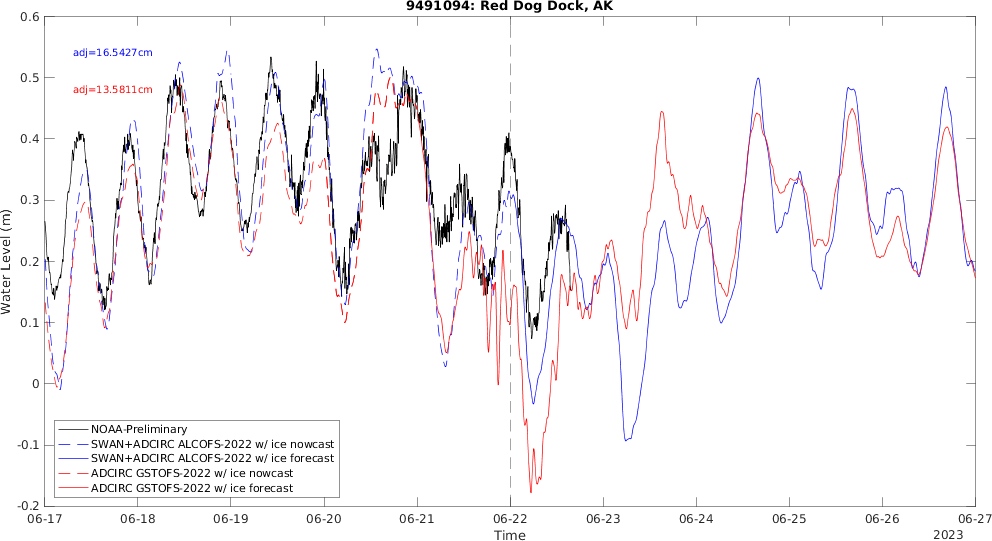 9491094: Red Dog Dock, AK
adj=16.5427cm
adj=13.5811cm
Water Level (m)
0.6
0.5
0.4
0.3
0.2
0.1
0
-0.1
-0.2
NOAA-Preliminary
SWAN+ADCIRC ALCOFS-2022 w/ ice nowcast
SWAN+ADCIRC ALCOFS-2022 w/ ice forecast
ADCIRC GSTOFS-2022 w/ ice nowcast
ADCIRC GSTOFS-2022 w/ ice forecast
06-17 06-18 06-19 06-20 06-21 06-22 06-23 06-24 06-25 06-26 06-27
Time
2023